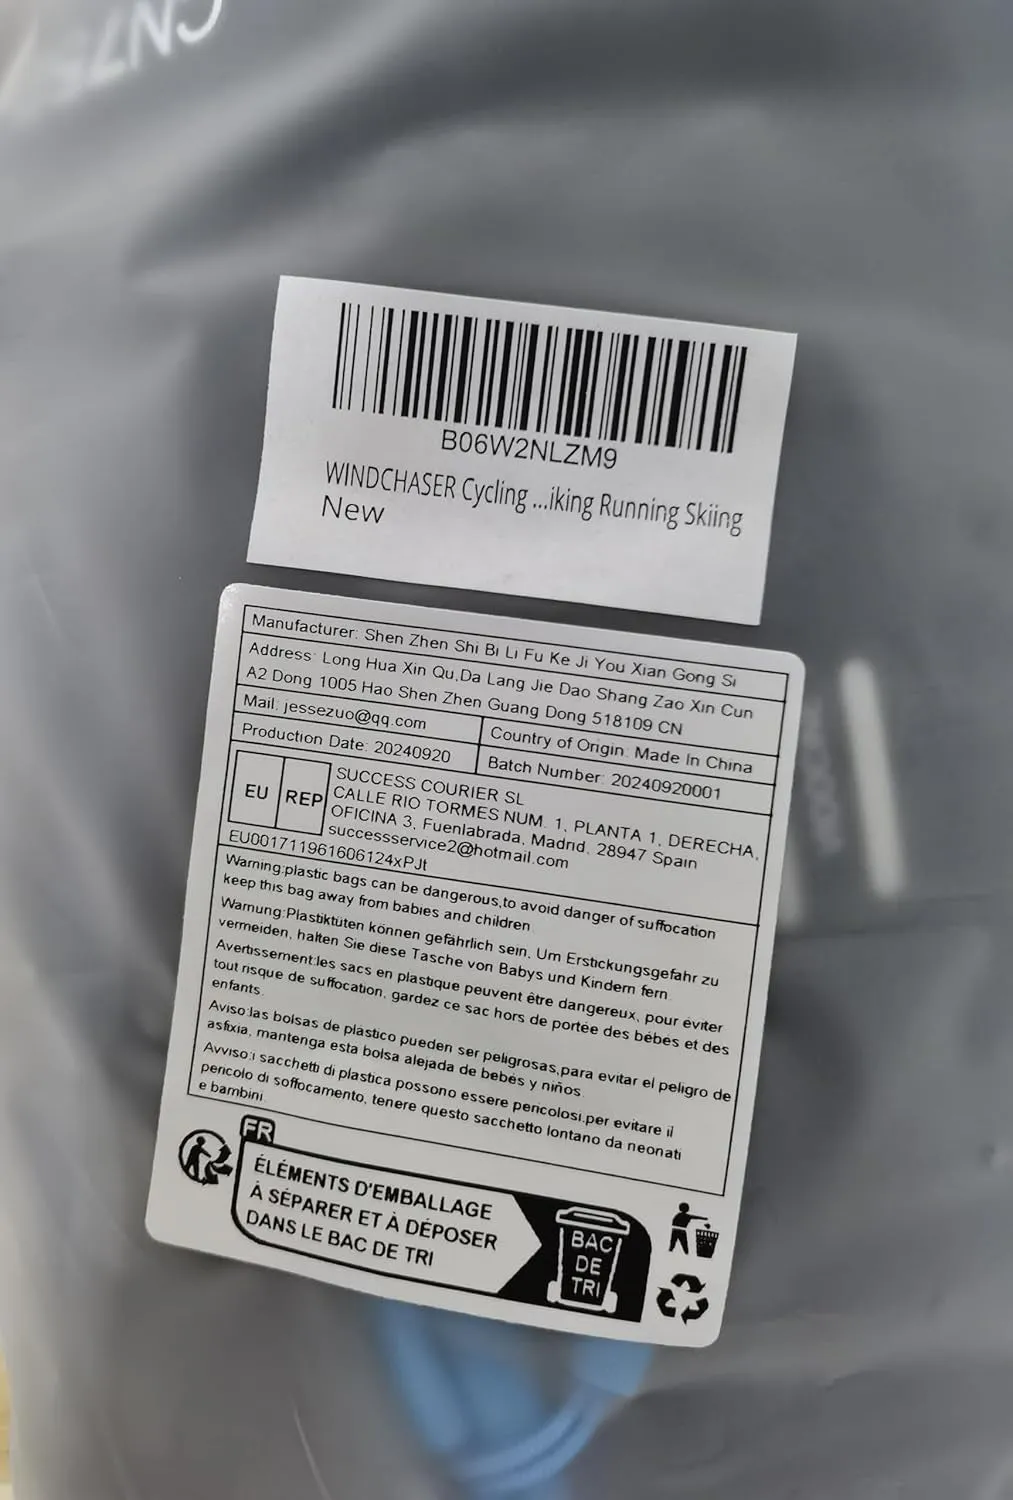 B06W2NLZM9
WINDCHASER Cycling ...iking Running Skiing
New
Manufacturer: Shen Zhen Shi Bi Li Fu Ke Ji You Xian Gong Si
Address: Long Hua Xin Qu,Da Lang Jie Dao Shang Zao Xin Cun
A2 Dong 1005 Hao Shen Zhen Guang Dong 518109 CN
Mail: jessezuo@qq.com
Country of Origin: Made In China
Production Date: 20240920
Batch Number: 20240920001
EU REP
SUCCESS COURIER SL
CALLE RIO TORMES NUM. 1, PLANTA 1, DERECHA,
OFICINA 3, Fuenlabrada, Madrid, 28947 Spain
successservice2@hotmail.com
EU001711961606124xPJt
Warning:plastic bags can be dangerous,to avoid danger of suffocation
keep this bag away from babies and children
Warnung:Plastiktüten können gefährlich sein. Um Erstickungsgefahr zu
vermeiden, halten Sie diese Tasche von Babys und Kindern fern
Avertissement:les sacs en plastique peuvent être dangereux, pour éviter
tout risque de suffocation, gardez ce sac hors de portée des bébés et des
enfants.
Aviso:las bolsas de plástico pueden ser peligrosas,para evitar el peligro de
asfixia, mantenga esta bolsa alejada de bebés y niños.
Avviso:i sacchetti di plastica possono essere pericolosi,per evitare il
pericolo di soffocamento, tenere questo sacchetto lontano da neonati
e bambini
FR
ÉLÉMENTS D'EMBALLAGE
À SÉPARER ET À DÉPOSER
DANS LE BAC DE TRI
BAC
DE
TRI